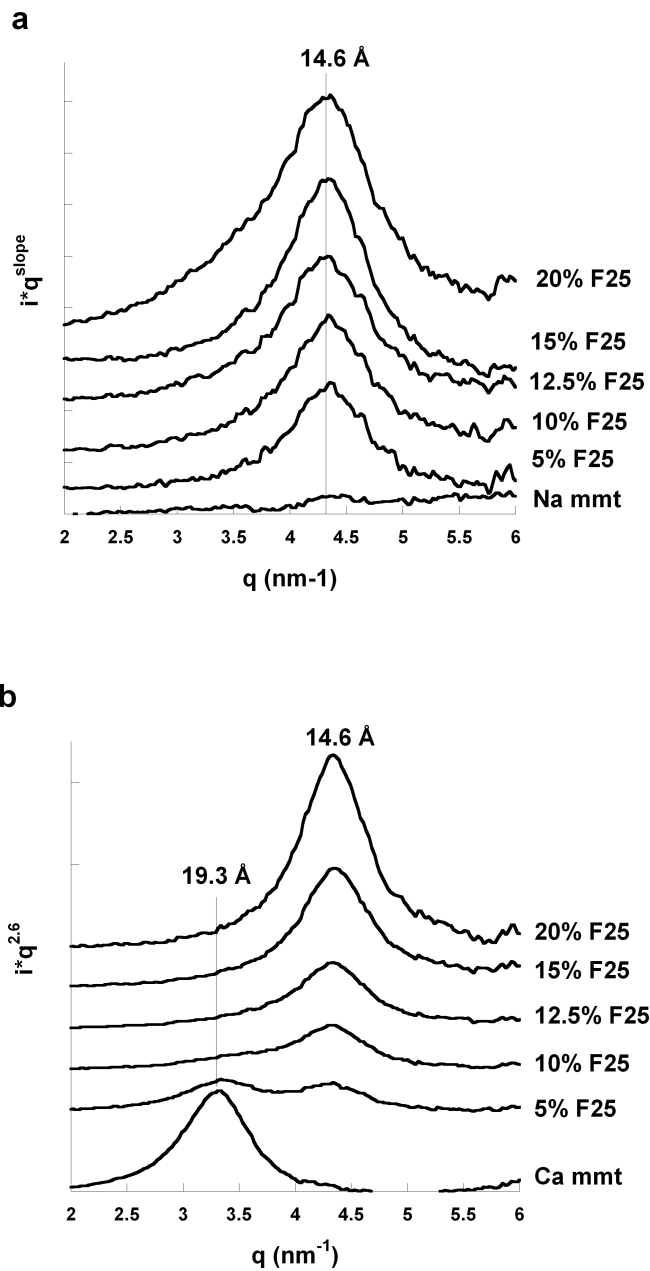 a
14.6 Å
i*q^slope
20% F25
15% F25
12.5% F25
10% F25
5% F25
Na mmt
2 2.5 3 3.5 4 4.5 5 5.5 6
q (nm-1)
b
14.6 Å
19.3 Å
i*q^2.6
20% F25
15% F25
12.5% F25
10% F25
5% F25
Ca mmt
2 2.5 3 3.5 4 4.5 5 5.5 6
q (nm^-1)